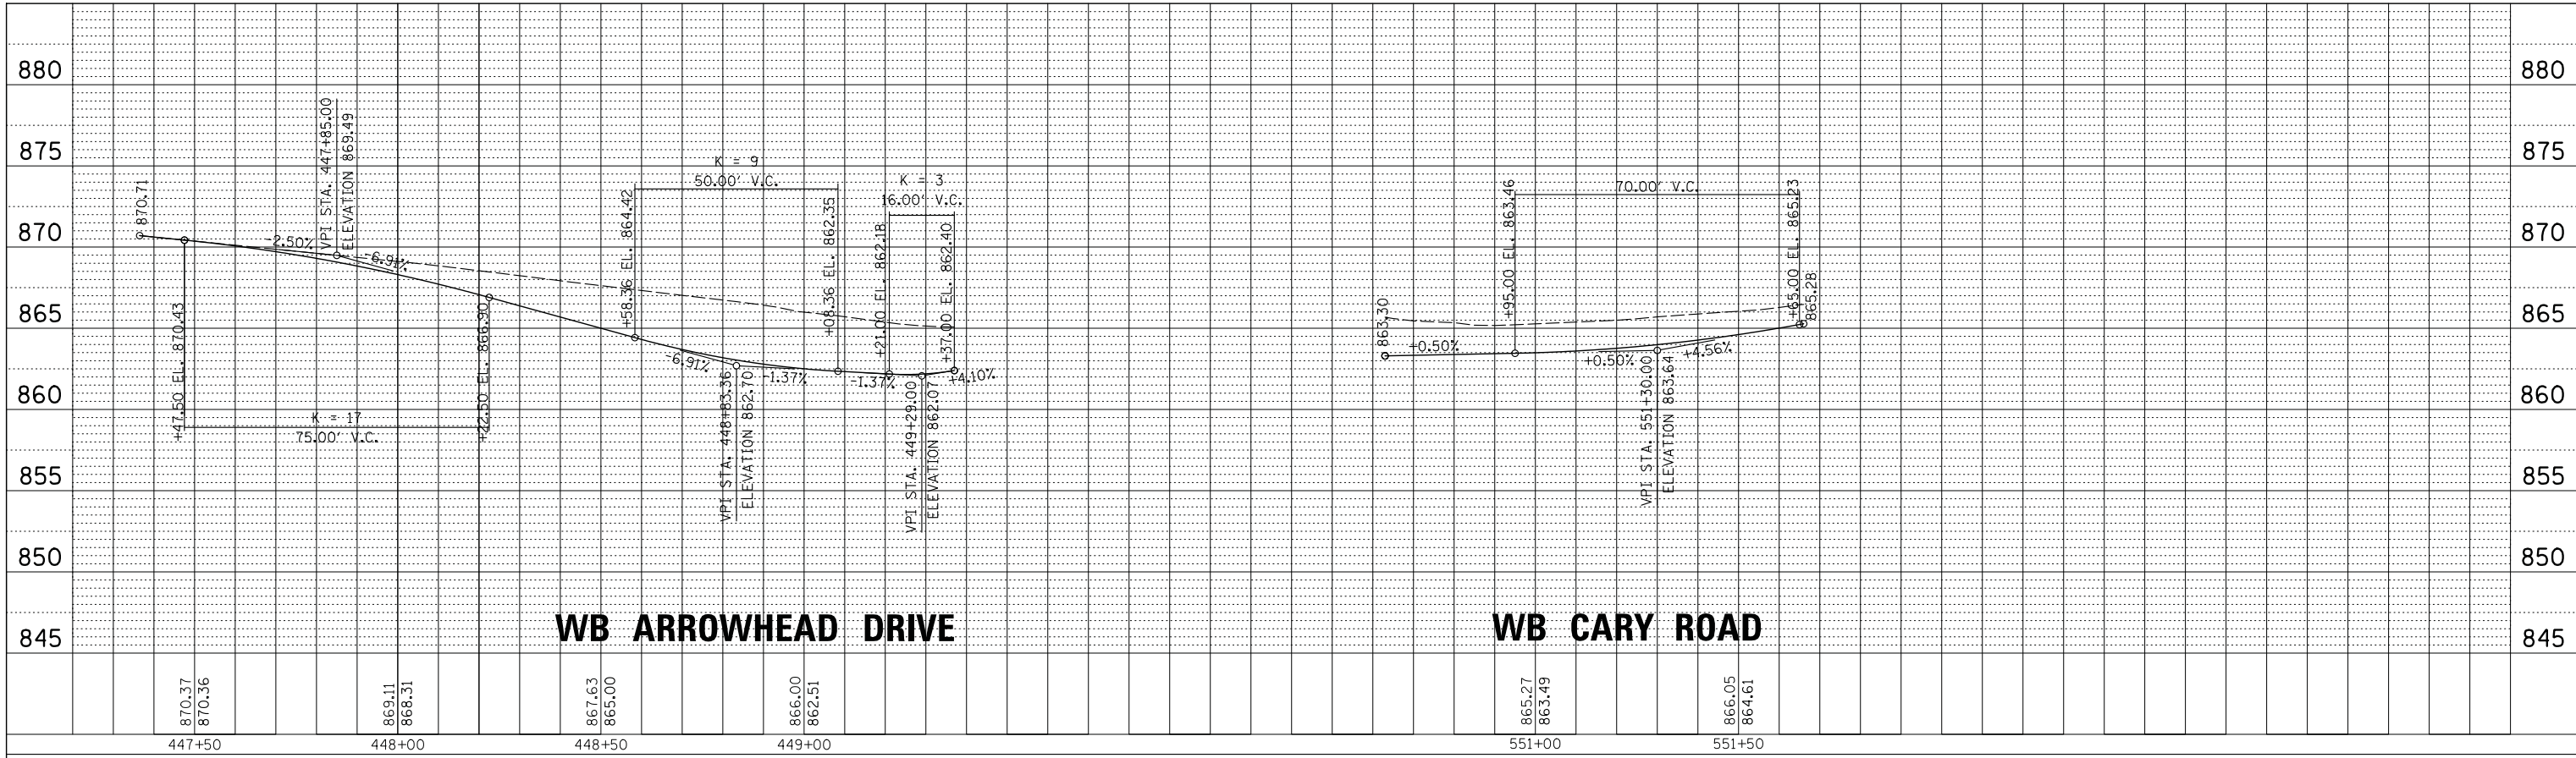 880
875
870
865
860
855
850
845
880
875
870
865
860
855
850
845
870.71
+47.50 EL. 870.43
-2.50%
VPI STA. 447+85.00
ELEVATION 869.49
-6.91%
K = 17
75.00' V.C.
+22.50 EL. 866.90
K = 9
50.00' V.C.
+58.36 EL. 864.42
-6.91%
VPI STA. 448+83.36
ELEVATION 862.70
-1.37%
+08.36 EL. 862.35
K = 3
16.00' V.C.
-1.37%
+21.00 EL. 862.18
VPI STA. 449+29.00
ELEVATION 862.07
+37.00 EL. 862.40
+4.10%
863.30
+0.50%
70.00' V.C.
+95.00 EL. 863.46
+0.50%
VPI STA. 551+30.00
ELEVATION 863.64
+4.56%
+65.00 EL. 865.23
865.28
WB ARROWHEAD DRIVE
WB CARY ROAD
870.37
870.36
869.11
868.31
867.63
865.00
866.00
862.51
865.27
863.49
866.05
864.61
447+50
448+00
448+50
449+00
551+00
551+50